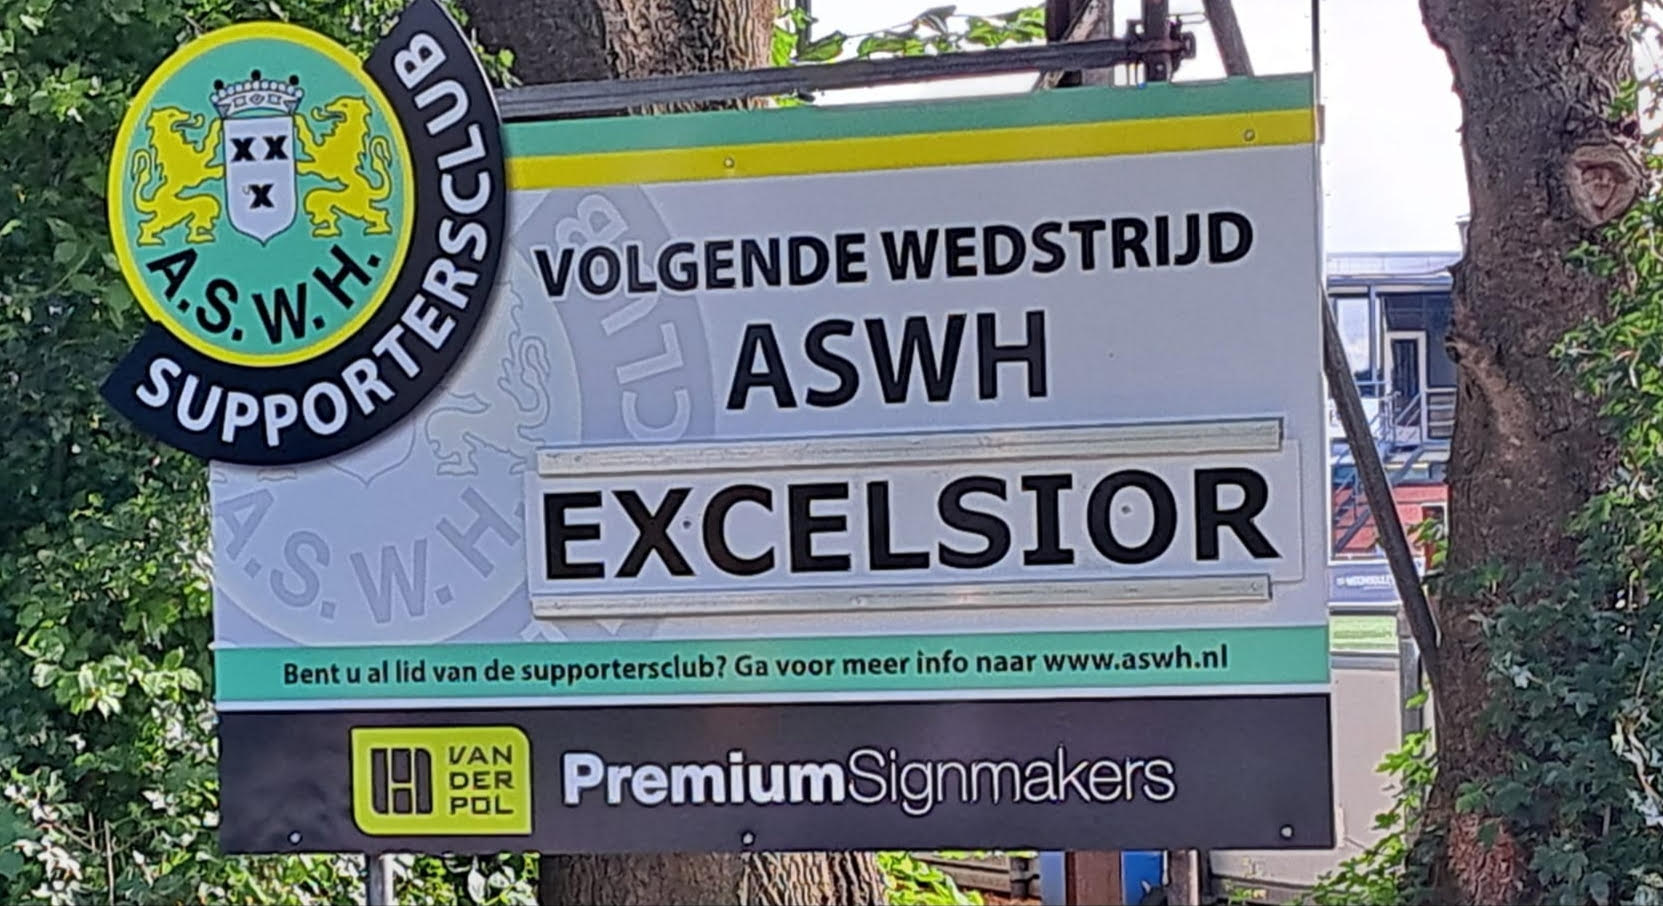 A.S.W.H.
SUPPORTERSCLUB
VOLGENDE WEDSTRIJD
ASWH
EXCELSIOR
Bent u al lid van de supportersclub? Ga voor meer info naar www.aswh.nl
VAN
DER
POL
PremiumSignmakers